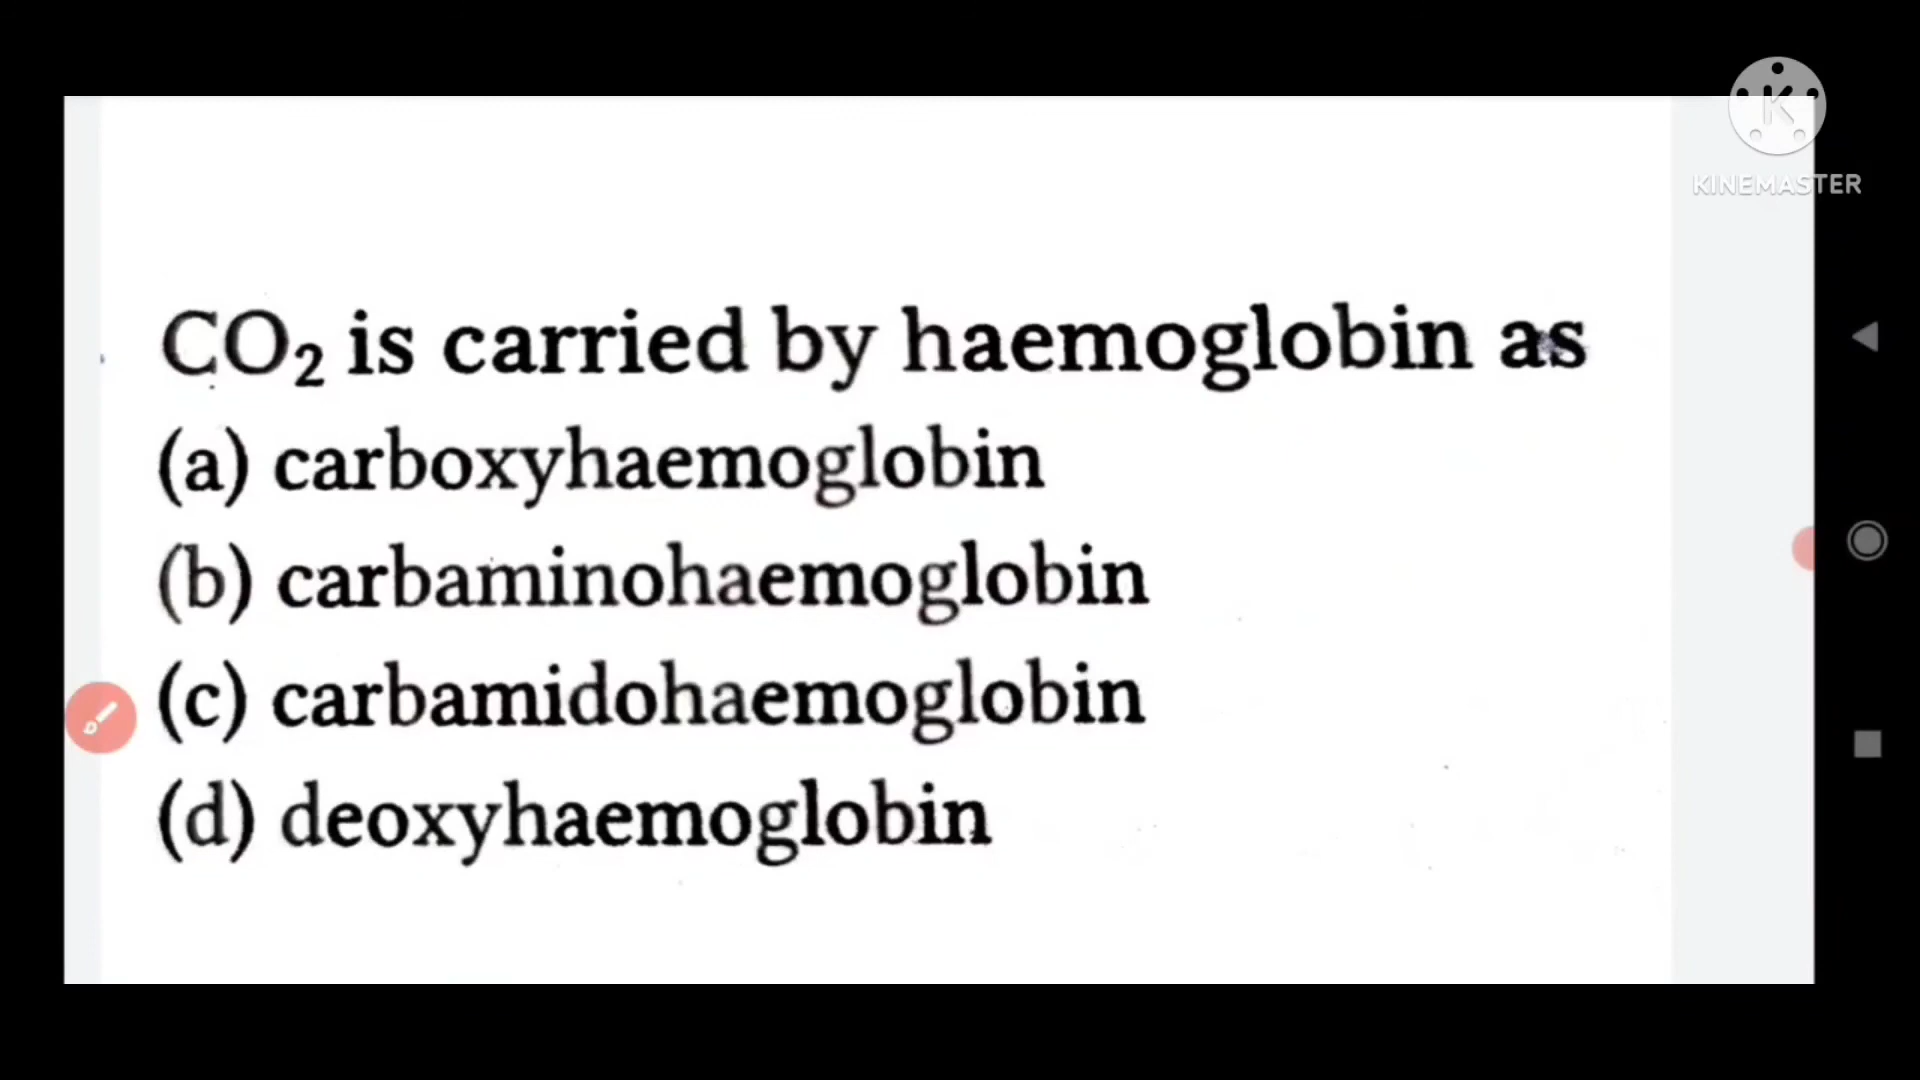 K
KINEMASTER
CO₂ is carried by haemoglobin as
(a) carboxyhaemoglobin
(b) carbaminohaemoglobin
(c) carbamidohaemoglobin
(d) deoxyhaemoglobin